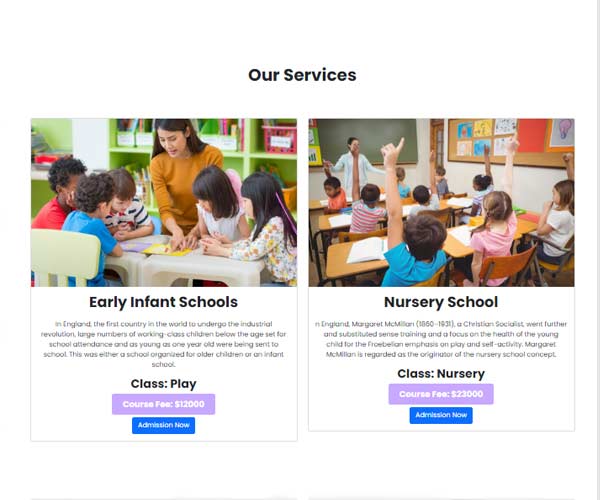 Our Services
Early Infant Schools
In England, the first country in the world to undergo the industrial
revolution, large numbers of working-class children below the age set for
school attendance and as young as one year old were being sent to
school. This was either a school organized for older children or an infant
school.
Class: Play
Course Fee: $12000
Admission Now
Nursery School
n England, Margaret McMillan (1860-1931), a Christian Socialist, went further
and substituted sense training and a focus on the health of the young
child for the Froebelian emphasis on play and self-activity. Margaret
McMillan is regarded as the originator of the nursery school concept.
Class: Nursery
Course Fee: $23000
Admission Now